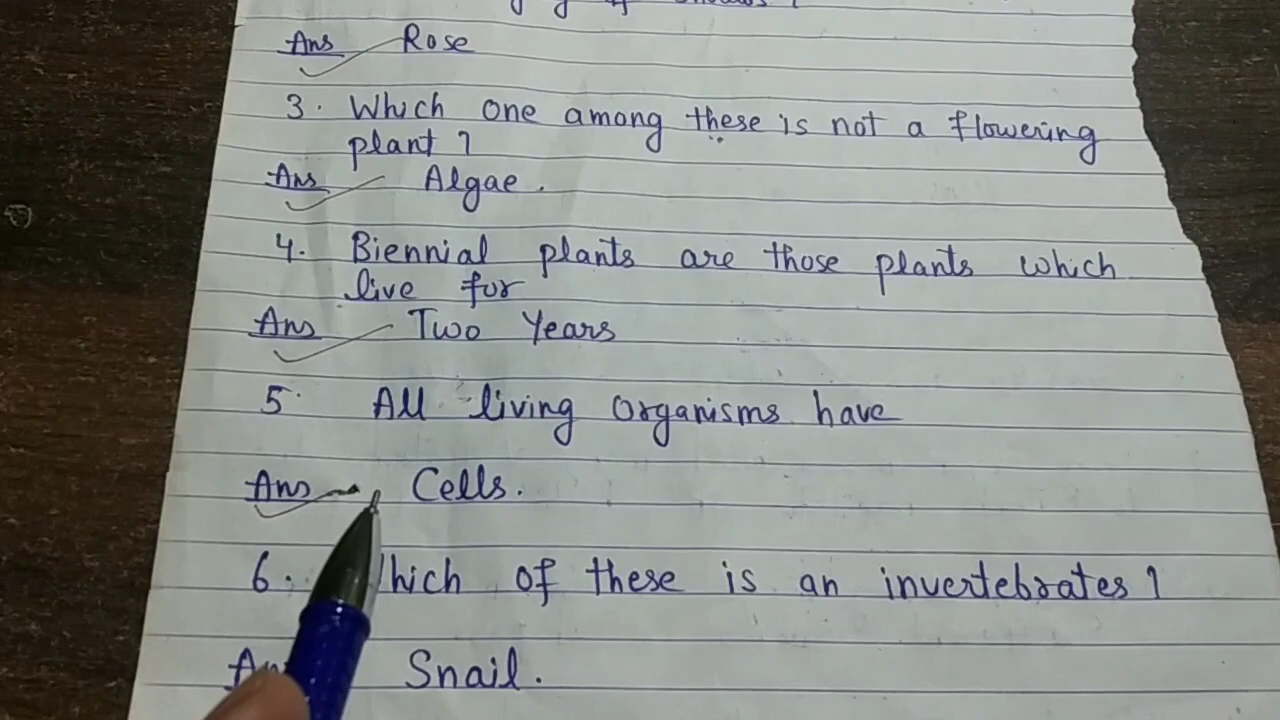 Ans Rose
3. Which one among these is not a flowering
plant ?
Ans Algae.
4. Biennial plants are those plants which
live for
Ans Two Years
5. All living organisms have
Ans Cells.
6. of these is an invertebrates ?
Snail.